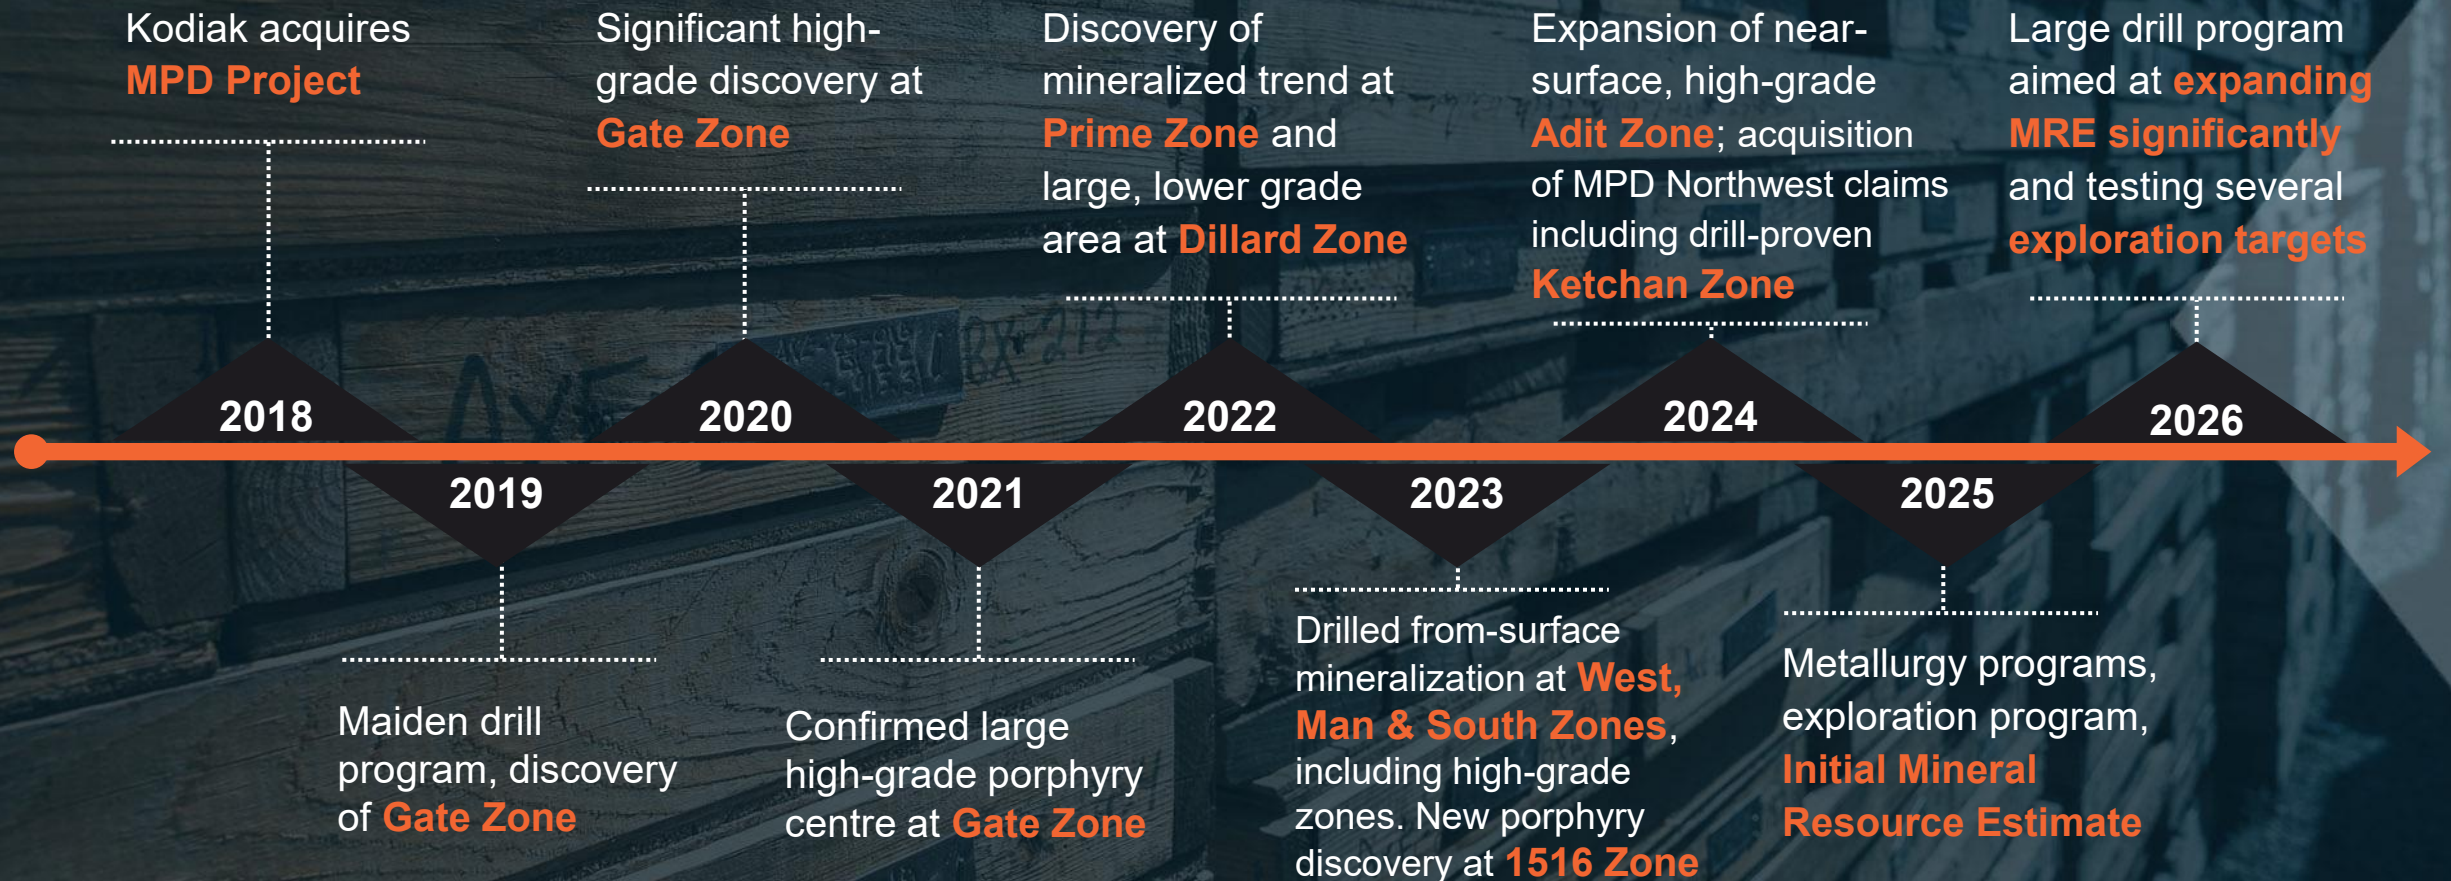 Kodiak acquires
MPD Project
Significant high-
grade discovery at
Gate Zone
Discovery of
mineralized trend at
Prime Zone and
large, lower grade
area at Dillard Zone
Expansion of near-
surface, high-grade
Adit Zone; acquisition
of MPD Northwest claims
including drill-proven
Ketchan Zone
Large drill program
aimed at expanding
MRE significantly
and testing several
exploration targets
2018
2020
2022
2024
2026
2019
2021
2023
2025
Maiden drill
program, discovery
of Gate Zone
Confirmed large
high-grade porphyry
centre at Gate Zone
Drilled from-surface
mineralization at West,
Man & South Zones,
including high-grade
zones. New porphyry
discovery at 1516 Zone
Metallurgy programs,
exploration program,
Initial Mineral
Resource Estimate